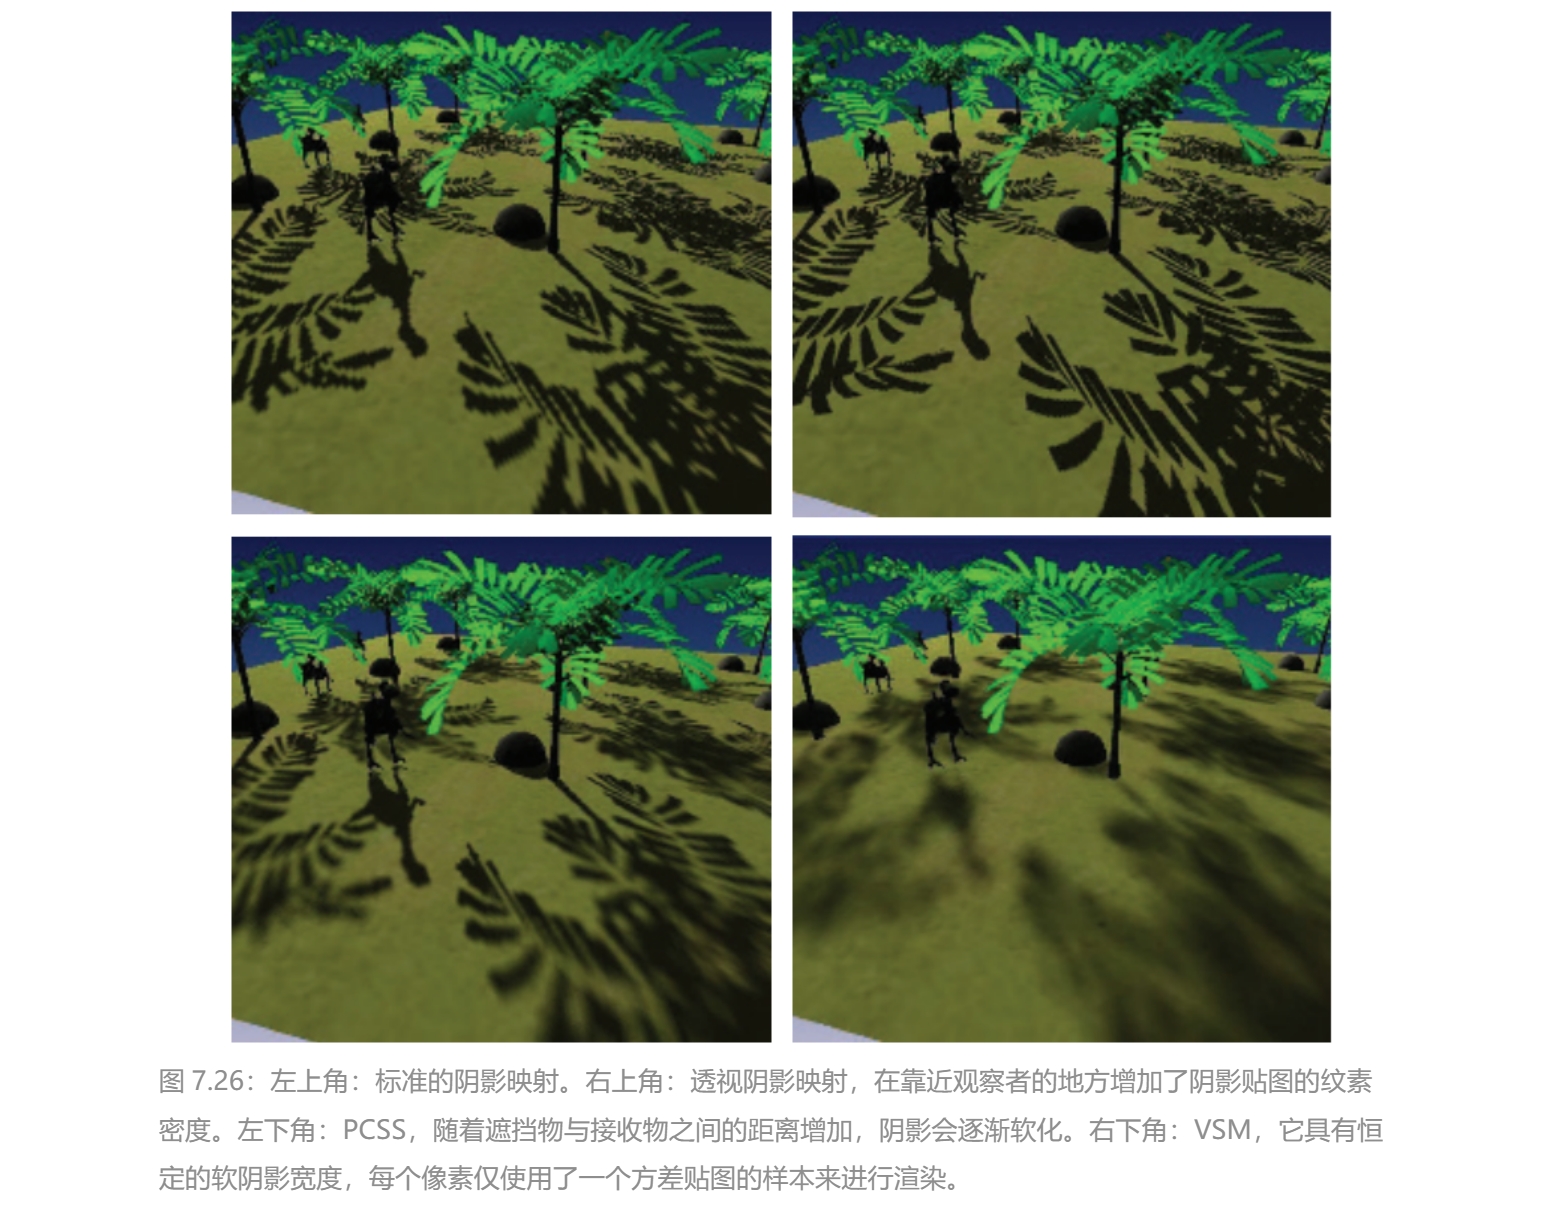 图 7.26：左上角：标准的阴影映射。右上角：透视阴影映射，在靠近观察者的地方增加了阴影贴图的纹素
密度。左下角：PCSS，随着遮挡物与接收物之间的距离增加，阴影会逐渐软化。右下角：VSM，它具有恒
定的软阴影宽度，每个像素仅使用了一个方差贴图的样本来进行渲染。